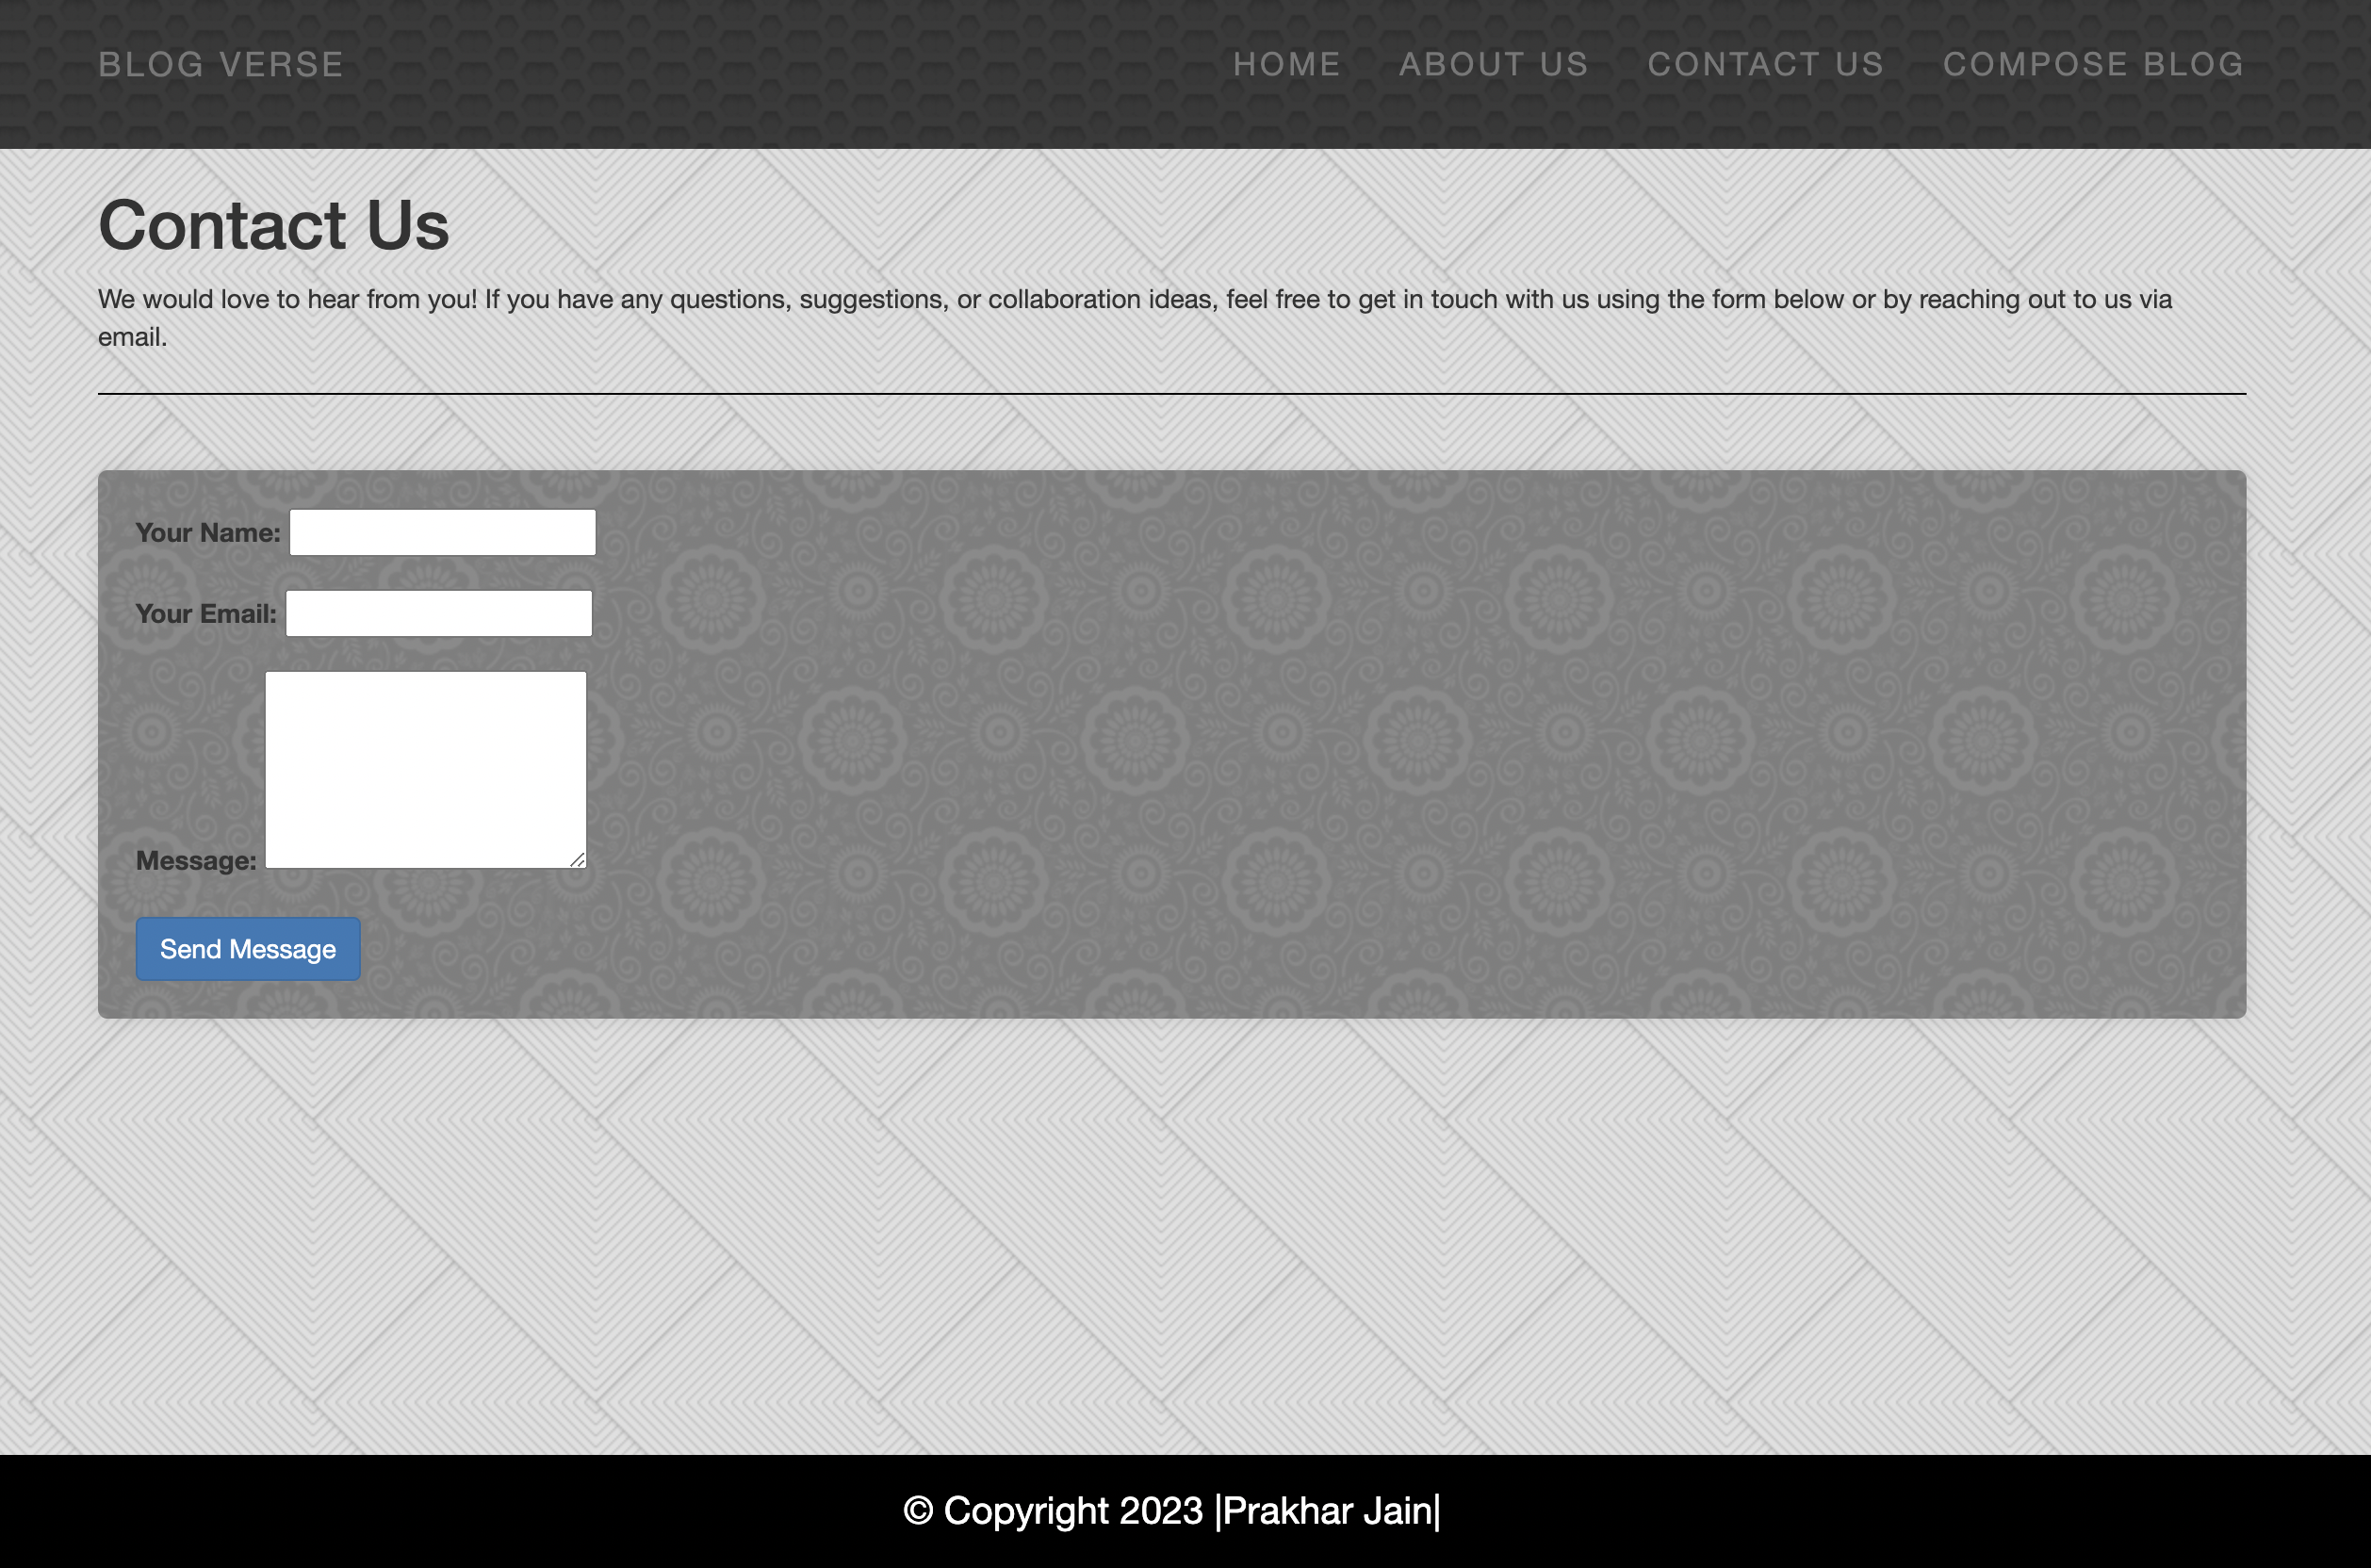 BLOG VERSE
HOME ABOUT US CONTACT US COMPOSE BLOG
Contact Us
We would love to hear from you! If you have any questions, suggestions, or collaboration ideas, feel free to get in touch with us using the form below or by reaching out to us via
email.
Your Name:
Your Email:
Message:
Send Message
© Copyright 2023 |Prakhar Jain|